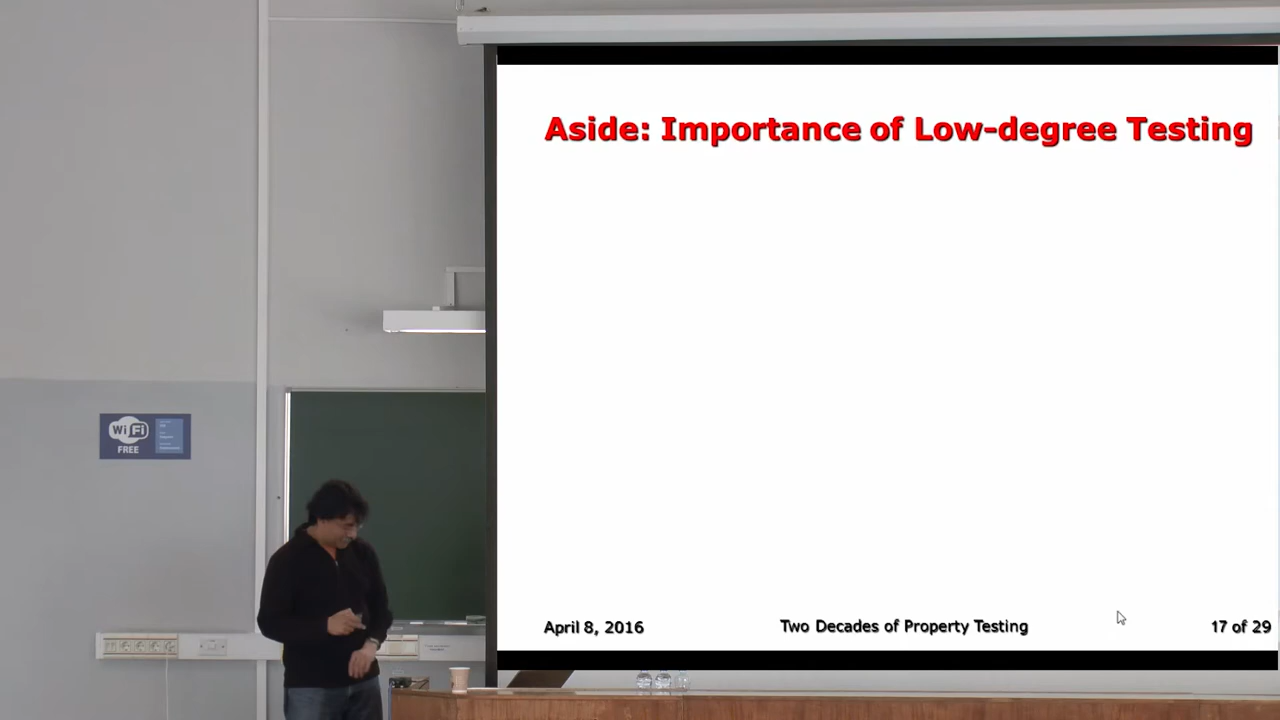 Aside: Importance of Low-degree Testing
WiFi
FREE
April 8, 2016
Two Decades of Property Testing
17 of 29